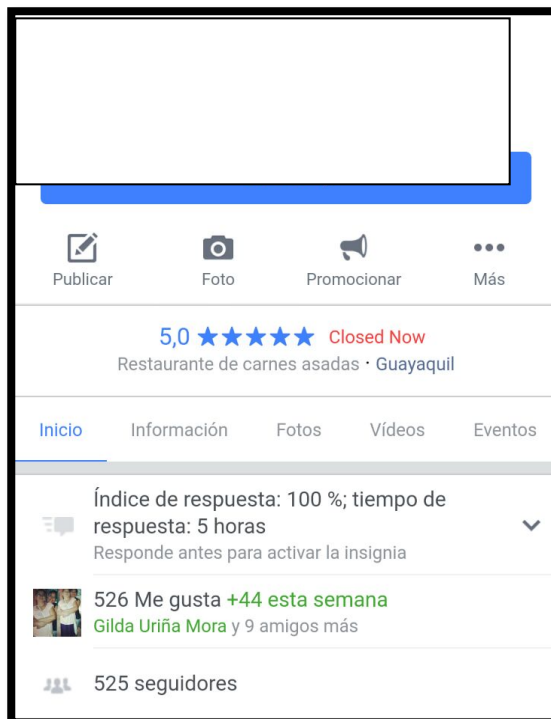 Publicar Foto Promocionar Más
5,0 Closed Now
Restaurante de carnes asadas · Guayaquil
Inicio Información Fotos Vídeos Eventos
Índice de respuesta: 100 %; tiempo de
respuesta: 5 horas
Responde antes para activar la insignia
526 Me gusta +44 esta semana
Gilda Uriña Mora y 9 amigos más
525 seguidores